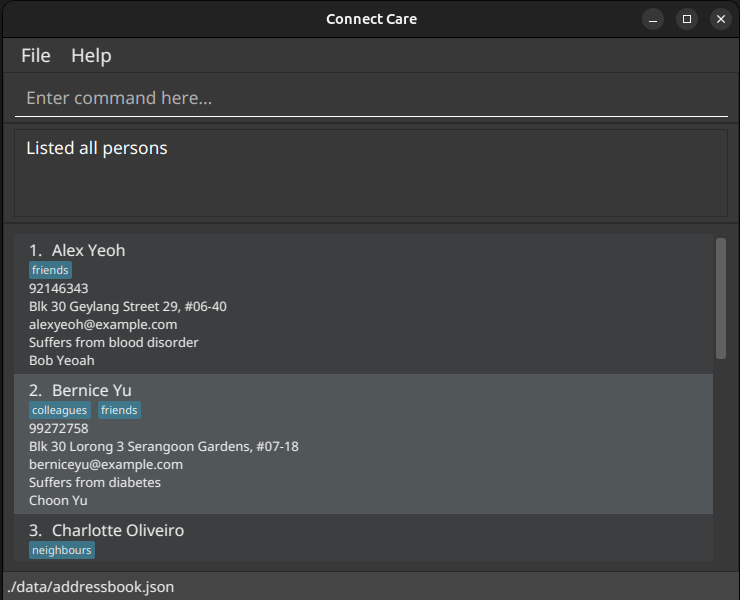 Connect Care
File Help
Enter command here...
Listed all persons
1. Alex Yeoh
friends
92146343
Blk 30 Geylang Street 29, #06-40
alexyeoh@example.com
Suffers from blood disorder
Bob Yeoah
2. Bernice Yu
colleagues friends
99272758
Blk 30 Lorong 3 Serangoon Gardens, #07-18
berniceyu@example.com
Suffers from diabetes
Choon Yu
3. Charlotte Oliveiro
neighbours
./data/addressbook.json